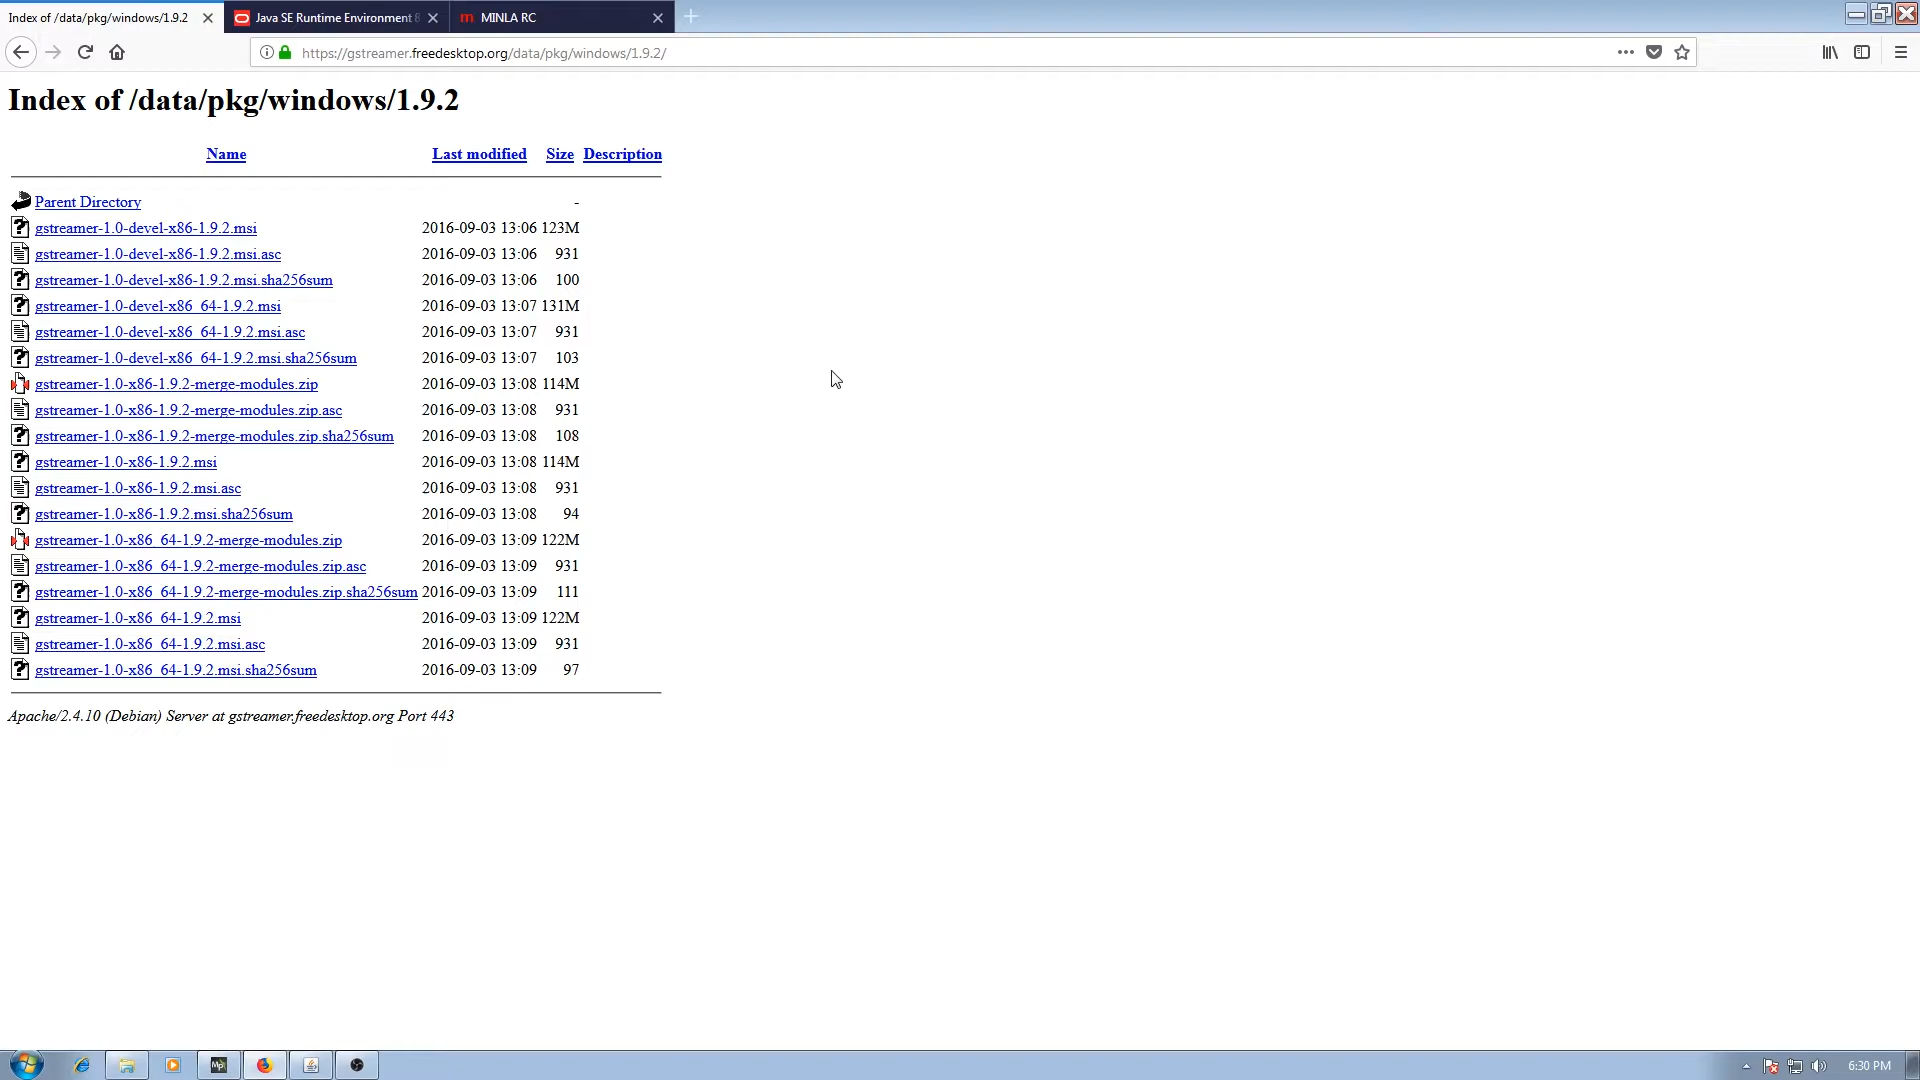 Index of /data/pkg/windows/1.9.2
Java SE Runtime Environment 8
MINLA RC
https://gstreamer.freedesktop.org/data/pkg/windows/1.9.2/
Index of /data/pkg/windows/1.9.2
Name Last modified Size Description
Parent Directory -
gstreamer-1.0-devel-x86-1.9.2.msi 2016-09-03 13:06 123M
gstreamer-1.0-devel-x86-1.9.2.msi.asc 2016-09-03 13:06 931
gstreamer-1.0-devel-x86-1.9.2.msi.sha256sum 2016-09-03 13:06 100
gstreamer-1.0-devel-x86_64-1.9.2.msi 2016-09-03 13:07 131M
gstreamer-1.0-devel-x86_64-1.9.2.msi.asc 2016-09-03 13:07 931
gstreamer-1.0-devel-x86_64-1.9.2.msi.sha256sum 2016-09-03 13:07 103
gstreamer-1.0-x86-1.9.2-merge-modules.zip 2016-09-03 13:08 114M
gstreamer-1.0-x86-1.9.2-merge-modules.zip.asc 2016-09-03 13:08 931
gstreamer-1.0-x86-1.9.2-merge-modules.zip.sha256sum 2016-09-03 13:08 108
gstreamer-1.0-x86-1.9.2.msi 2016-09-03 13:08 114M
gstreamer-1.0-x86-1.9.2.msi.asc 2016-09-03 13:08 931
gstreamer-1.0-x86-1.9.2.msi.sha256sum 2016-09-03 13:08 94
gstreamer-1.0-x86_64-1.9.2-merge-modules.zip 2016-09-03 13:09 122M
gstreamer-1.0-x86_64-1.9.2-merge-modules.zip.asc 2016-09-03 13:09 931
gstreamer-1.0-x86_64-1.9.2-merge-modules.zip.sha256sum 2016-09-03 13:09 111
gstreamer-1.0-x86_64-1.9.2.msi 2016-09-03 13:09 122M
gstreamer-1.0-x86_64-1.9.2.msi.asc 2016-09-03 13:09 931
gstreamer-1.0-x86_64-1.9.2.msi.sha256sum 2016-09-03 13:09 97
Apache/2.4.10 (Debian) Server at gstreamer.freedesktop.org Port 443
6:30 PM